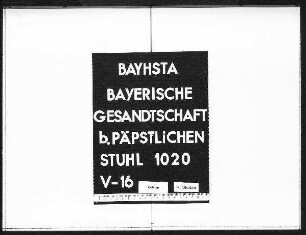 BAYHSTA
BAYERISCHE
GESANDTSCHAFT
b. PÄPSTLiCHEN
STUHL 1020
V-16